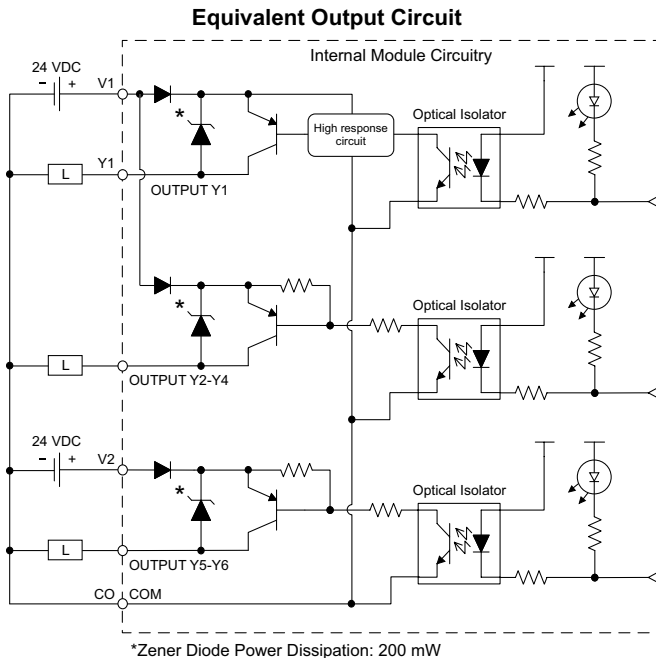 Equivalent Output Circuit
Internal Module Circuitry
24 VDC
– +
V1
*
High response
circuit
Optical Isolator
Y1
L
OUTPUT Y1
*
Optical Isolator
L
OUTPUT Y2-Y4
24 VDC
– +
V2
*
Optical Isolator
L
OUTPUT Y5-Y6
CO COM
*Zener Diode Power Dissipation: 200 mW